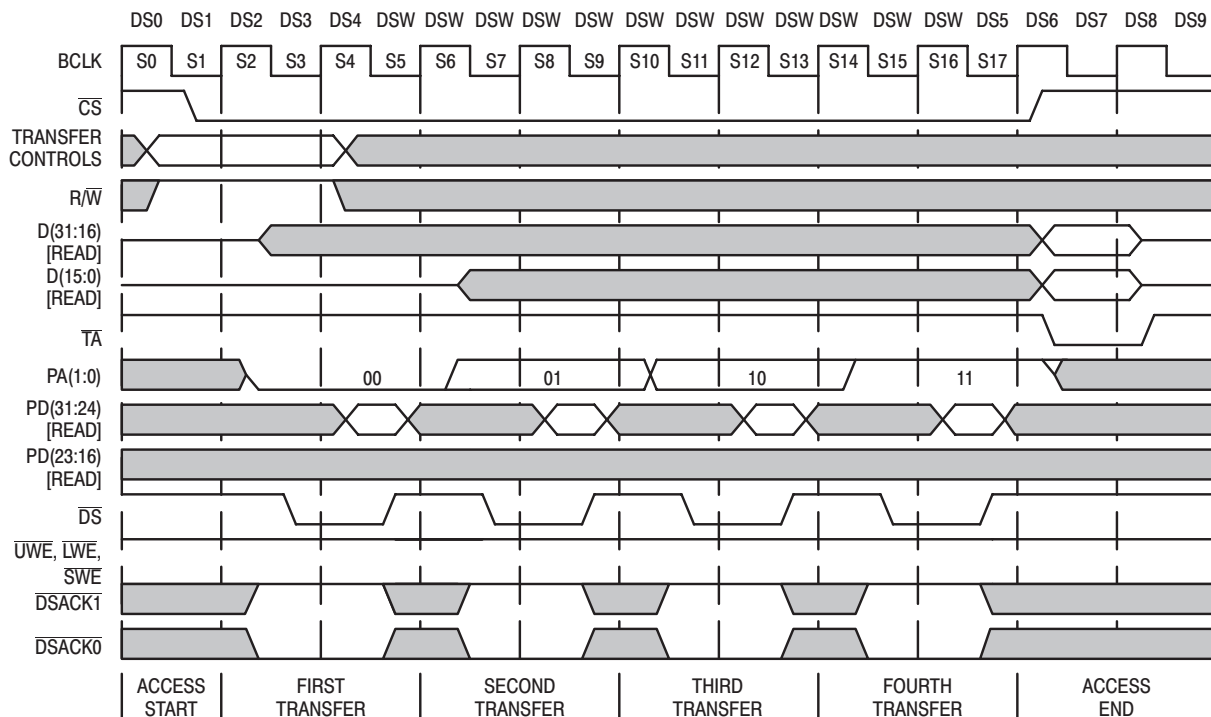 DS0 DS1 DS2 DS3 DS4 DSW DSW DSW DSW DSW DSW DSW DSW DSW DSW DSW DSW DS5 DS6 DS7 DS8 DS9
BCLK S0 S1 S2 S3 S4 S5 S6 S7 S8 S9 S10 S11 S12 S13 S14 S15 S16 S17
CS
TRANSFER
CONTROLS
R/W
D(31:16)
[READ]
D(15:0)
[READ]
TA
PA(1:0) 00 01 10 11
PD(31:24)
[READ]
PD(23:16)
[READ]
DS
UWE, LWE,
SWE
DSACK1
DSACK0
ACCESS
START
FIRST
TRANSFER
SECOND
TRANSFER
THIRD
TRANSFER
FOURTH
TRANSFER
ACCESS
END